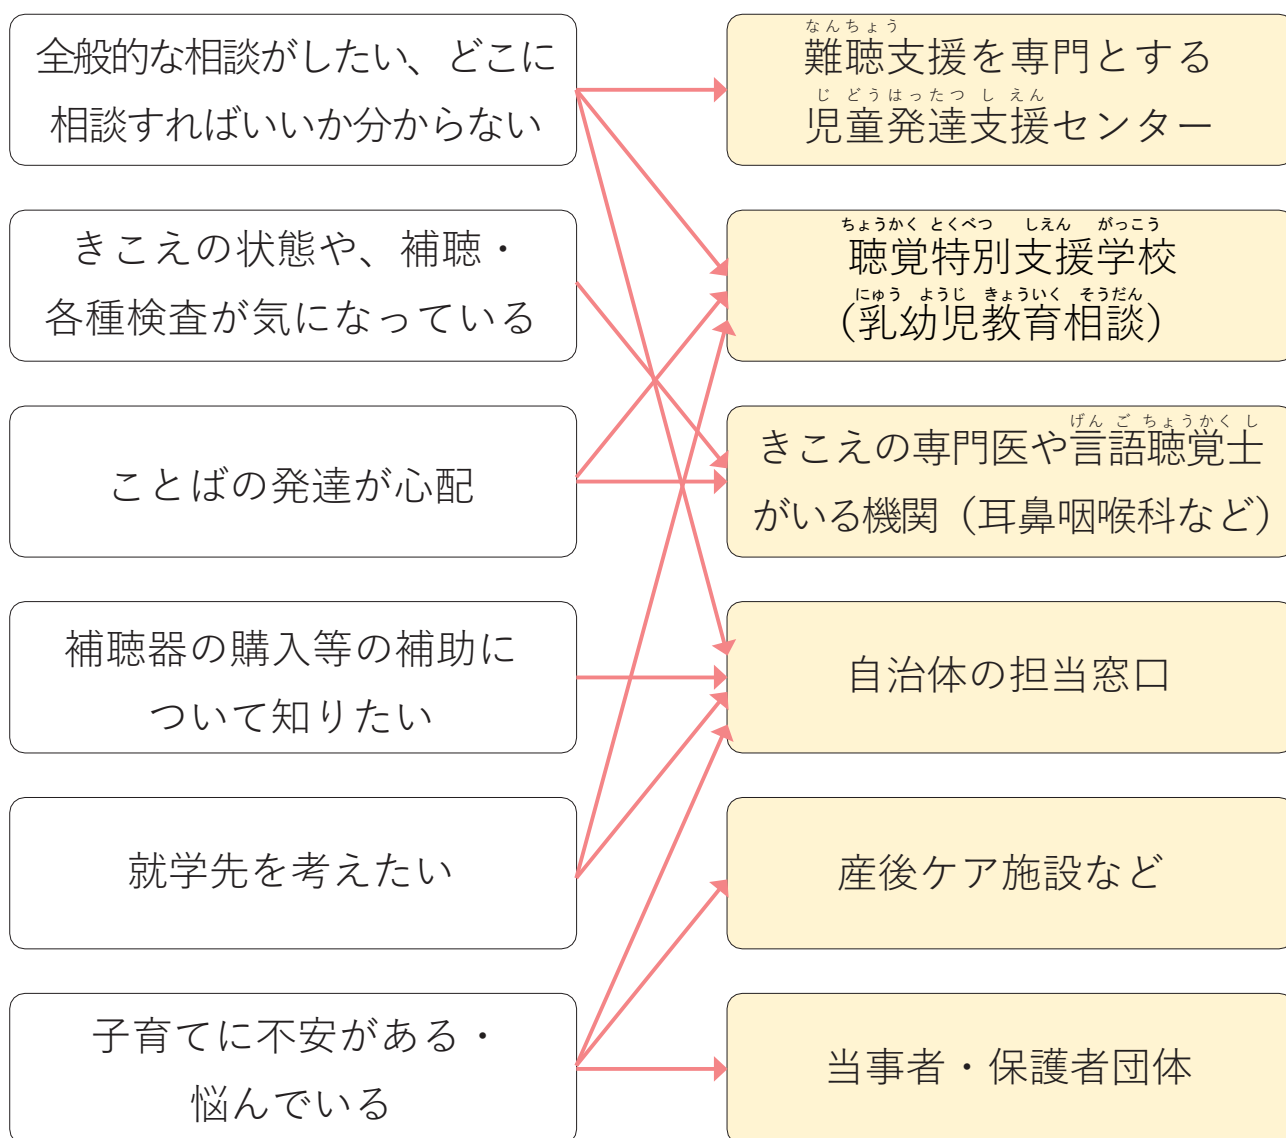 全般的な相談がしたい、どこに
相談すればいいか分からない
きこえの状態や、補聴・
各種検査が気になっている
ことばの発達が心配
補聴器の購入等の補助に
ついて知りたい
就学先を考えたい
子育てに不安がある・
悩んでいる
なんちょう
難聴支援を専門とする
じどうはったつしえん
児童発達支援センター
ちょうかく とくべつ しえん がっこう
聴覚特別支援学校
にゅう ようじ きょういく そうだん
（乳幼児教育相談）
げんごちょうかくし
きこえの専門医や言語聴覚士
がいる機関（耳鼻咽喉科など）
自治体の担当窓口
産後ケア施設など
当事者・保護者団体